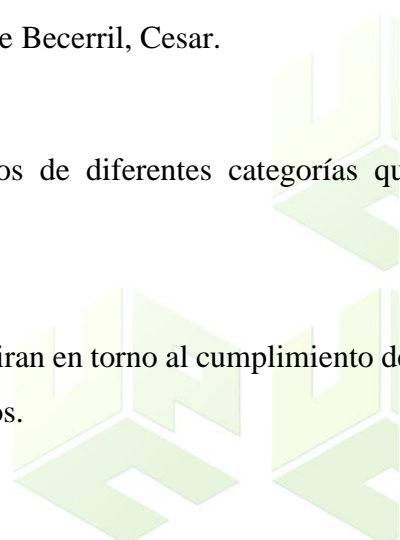 e Becerril, Cesar.
os de diferentes categorías qu
iran en torno al cumplimiento de
os.